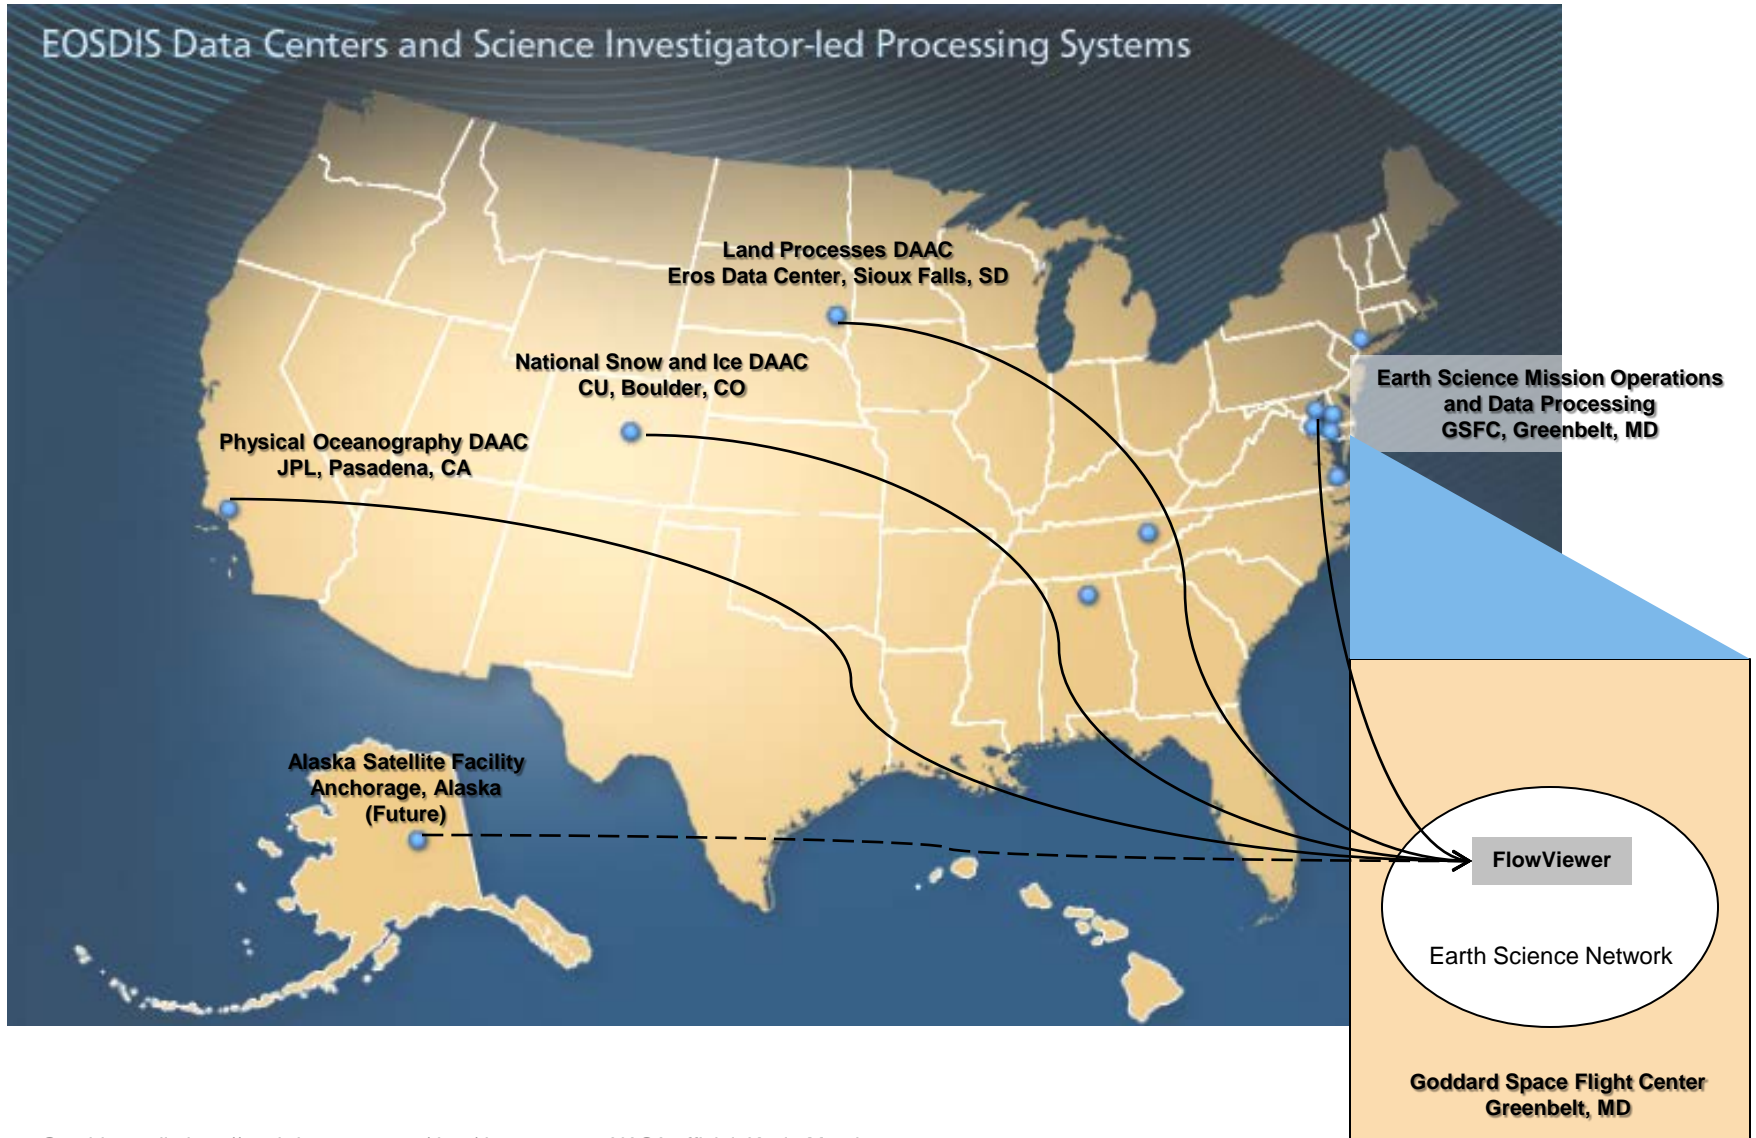 EOSDIS Data Centers and Science Investigator-led Processing Systems
Land Processes DAAC
Eros Data Center, Sioux Falls, SD
National Snow and Ice DAAC
CU, Boulder, CO
Earth Science Mission Operations
and Data Processing
GSFC, Greenbelt, MD
Physical Oceanography DAAC
JPL, Pasadena, CA
Alaska Satellite Facility
Anchorage, Alaska
(Future)
FlowViewer
Earth Science Network
Goddard Space Flight Center
Greenbelt, MD